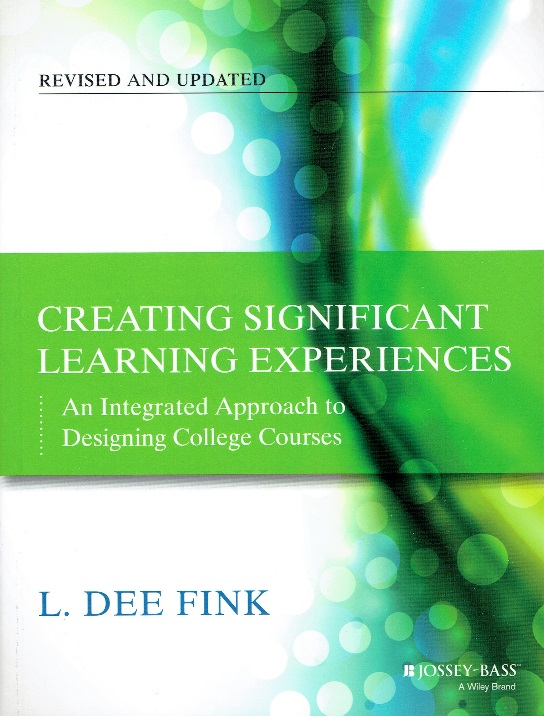 REVISED AND UPDATED
CREATING SIGNIFICANT
LEARNING EXPERIENCES
An Integrated Approach to
Designing College Courses
L. DEE FINK
JOSSEY-BASS™
A Wiley Brand